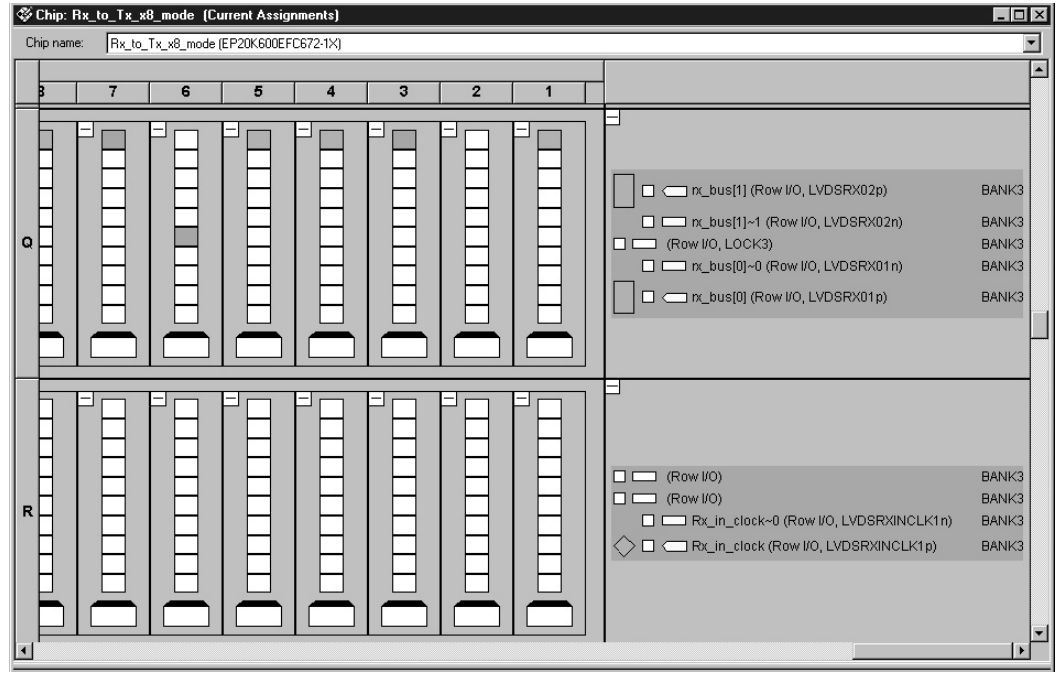 Chip: Rx_to_Tx_x8_mode (Current Assignments)
Chip name: Rx_to_Tx_x8_mode (EP20K600EFC672-1X)
8 7 6 5 4 3 2 1
Q
rx_bus[1] (Row I/O, LVDSRX02p) BANK3
rx_bus[1]~1 (Row I/O, LVDSRX02n) BANK3
(Row I/O, LOCK3) BANK3
rx_bus[0]~0 (Row I/O, LVDSRX01n) BANK3
rx_bus[0] (Row I/O, LVDSRX01p) BANK3
R
(Row I/O) BANK3
(Row I/O) BANK3
Rx_in_clock~0 (Row I/O, LVDSRXINCLK1n) BANK3
Rx_in_clock (Row I/O, LVDSRXINCLK1p) BANK3